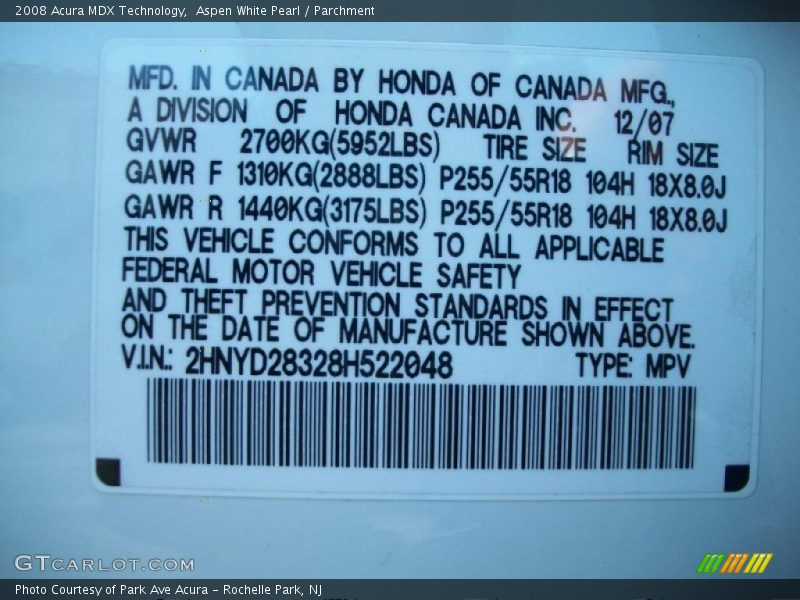 2008 Acura MDX Technology,  Aspen White Pearl / Parchment
MFD. IN CANADA BY HONDA OF CANADA MFG.,
A DIVISION OF HONDA CANADA INC. 12/07
GVWR 2700KG(5952LBS) TIRE SIZE RIM SIZE
GAWR F 1310KG(2888LBS) P255/55R18 104H 18X8.0J
GAWR R 1440KG(3175LBS) P255/55R18 104H 18X8.0J
THIS VEHICLE CONFORMS TO ALL APPLICABLE
FEDERAL MOTOR VEHICLE SAFETY
AND THEFT PREVENTION STANDARDS IN EFFECT
ON THE DATE OF MANUFACTURE SHOWN ABOVE.
V.I.N.: 2HNYD28328H522048 TYPE: MPV
GTCARLOT.COM
Photo Courtesy of Park Ave Acura - Rochelle Park, NJ